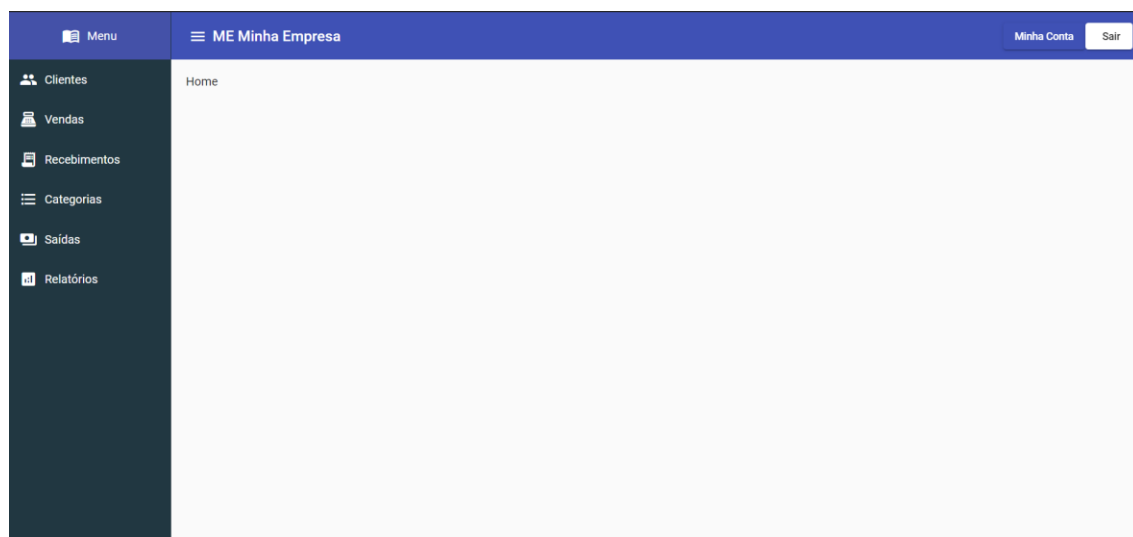 Menu
ME Minha Empresa
Minha Conta
Sair
Clientes
Home
Vendas
Recebimentos
Categorias
Saídas
Relatórios